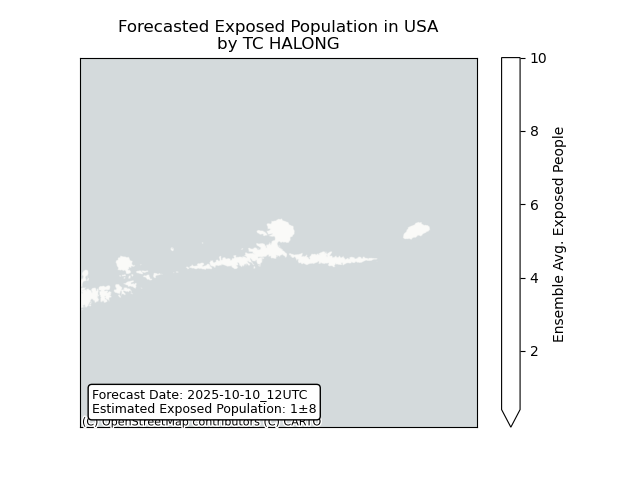 Forecasted Exposed Population in USA
by TC HALONG
10
8
6
4
2
Ensemble Avg. Exposed People
Forecast Date: 2025-10-10_12UTC
Estimated Exposed Population: 1±8
(C) OpenStreetMap contributors (C) CARTO